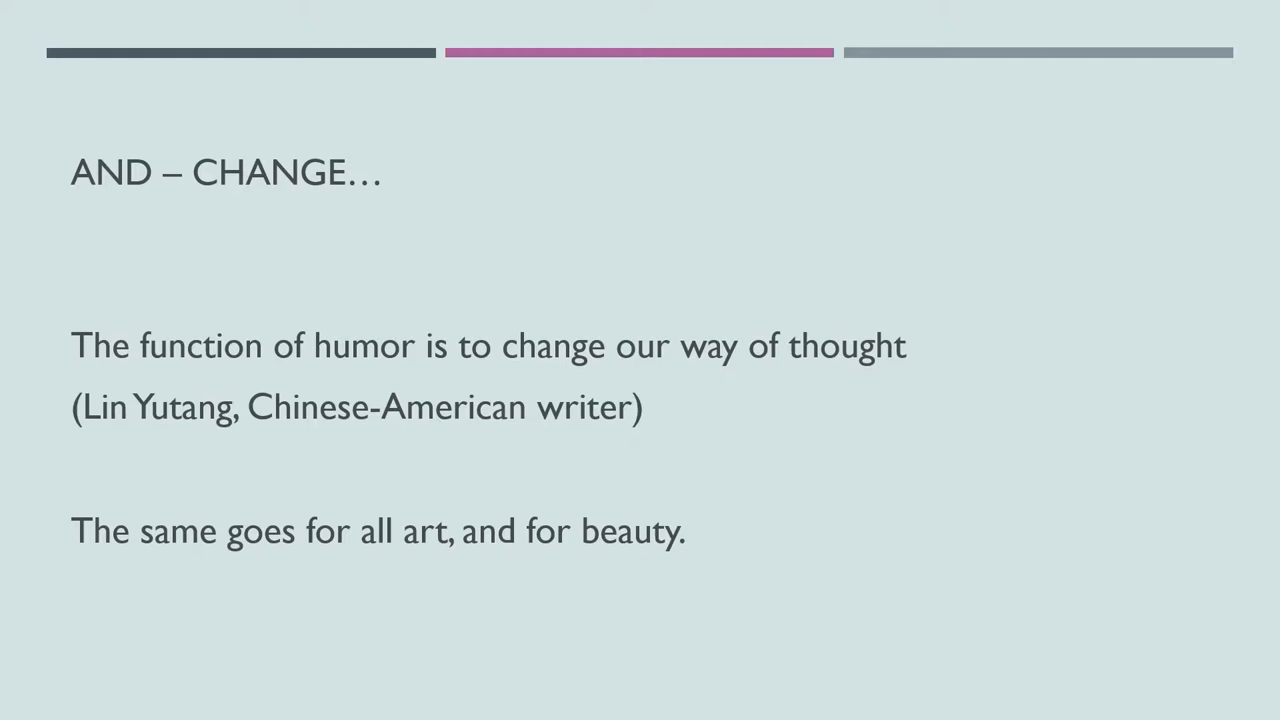 AND – CHANGE…
The function of humor is to change our way of thought
(Lin Yutang, Chinese-American writer)
The same goes for all art, and for beauty.